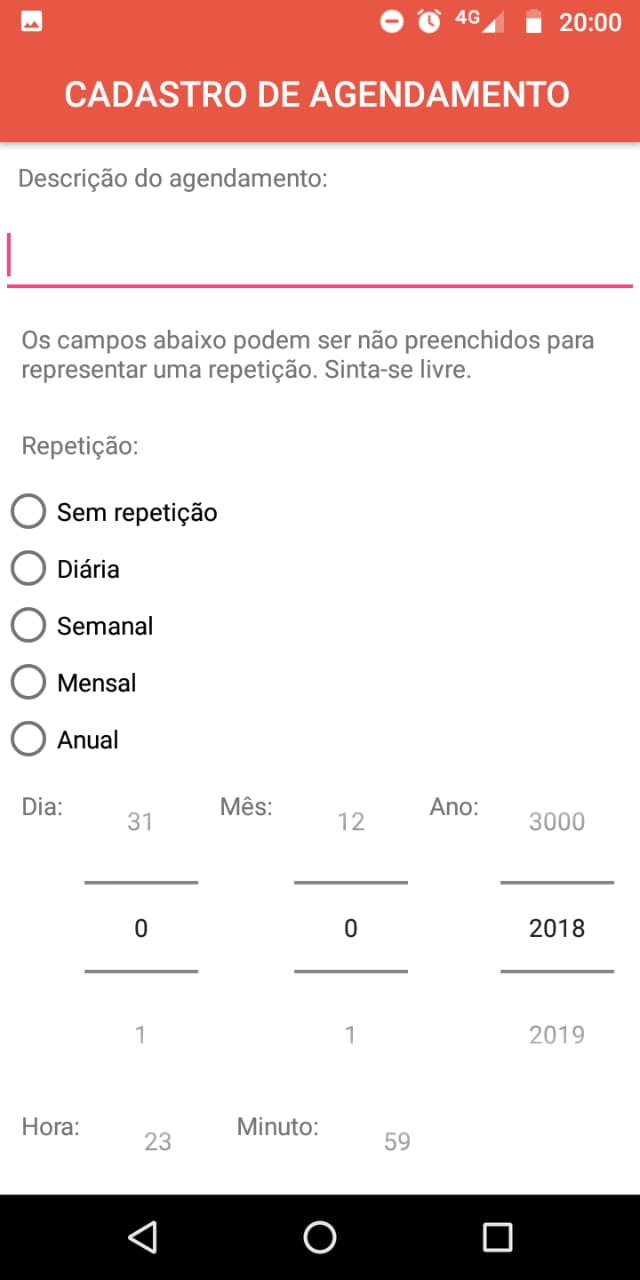 4G 20:00
CADASTRO DE AGENDAMENTO
Descrição do agendamento:
Os campos abaixo podem ser não preenchidos para
representar uma repetição. Sinta-se livre.
Repetição:
Sem repetição
Diária
Semanal
Mensal
Anual
Dia: 31 Mês: 12 Ano: 3000
0 0 2018
1 1 2019
Hora: 23 Minuto: 59